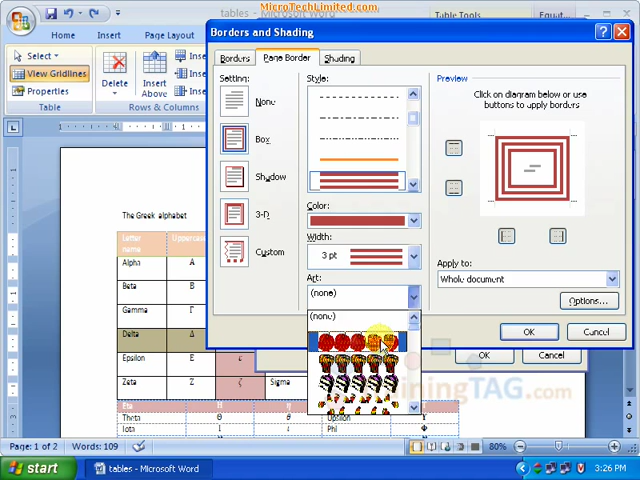 MicroTechLimited.com
tables - Microsoft Word
Table Tools
Home
Insert
Page Layout
Equat...
Select
View Gridlines
Properties
Table
Delete
Insert
Above
Rows & Columns
Borders and Shading
Borders
Page Border
Shading
Setting:
None
Box
Shadow
3-D
Custom
Style:
Color:
Width:
3 pt
Art:
(none)
(none)
Preview
Click on diagram below or use
buttons to apply borders
Apply to:
Whole document
Options...
OK
Cancel
OK
Cancel
The Greek alphabet
Letter
name
Uppercase
Alpha Α
Beta Β
Gamma Γ
Delta Δ
Epsilon Ε ε
Zeta Ζ ζ Sigma
Eta Η η
Theta Θ θ Upsilon Υ
Iota Ι ι Phi Φ
TrainingTAG.com
Page: 1 of 2
Words: 109
80%
start
tables - Microsoft Word
3:26 PM